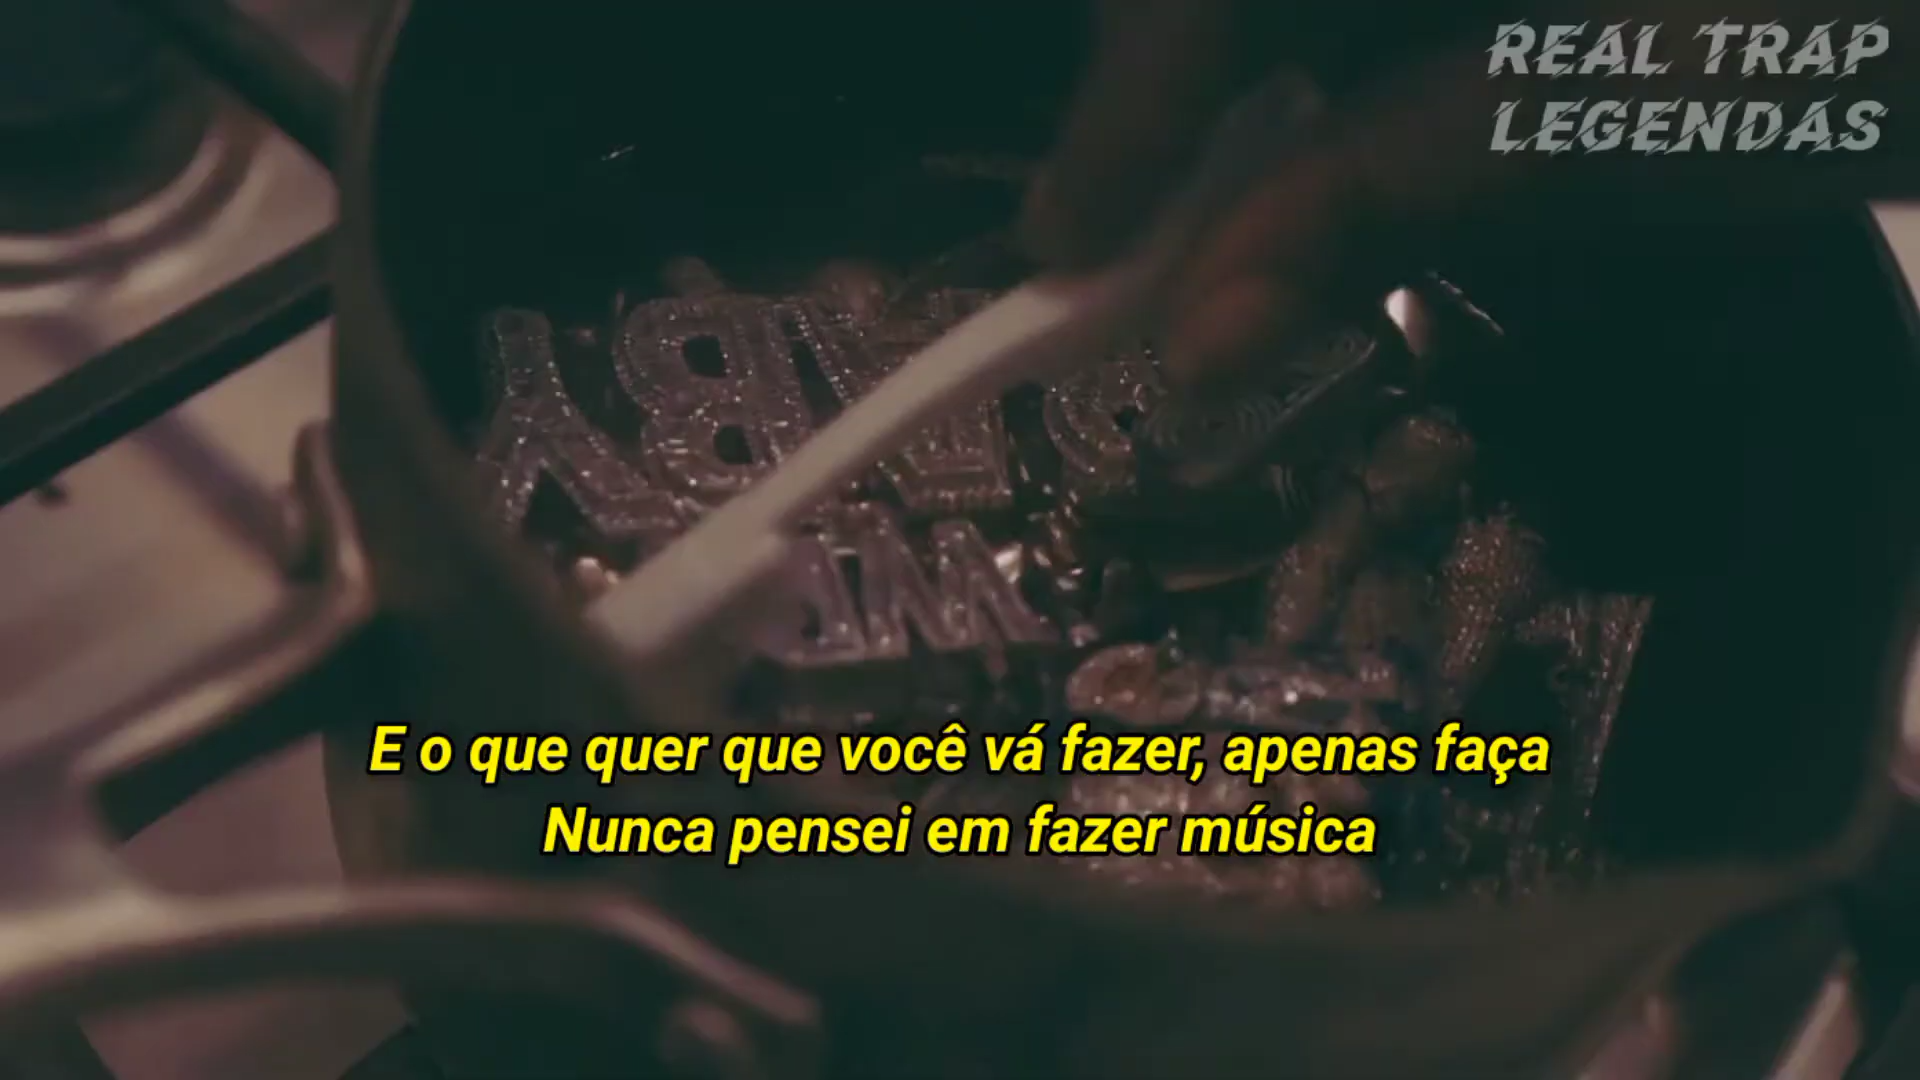 REAL TRAP
LEGENDAS
E o que quer que você vá fazer, apenas faça
Nunca pensei em fazer música